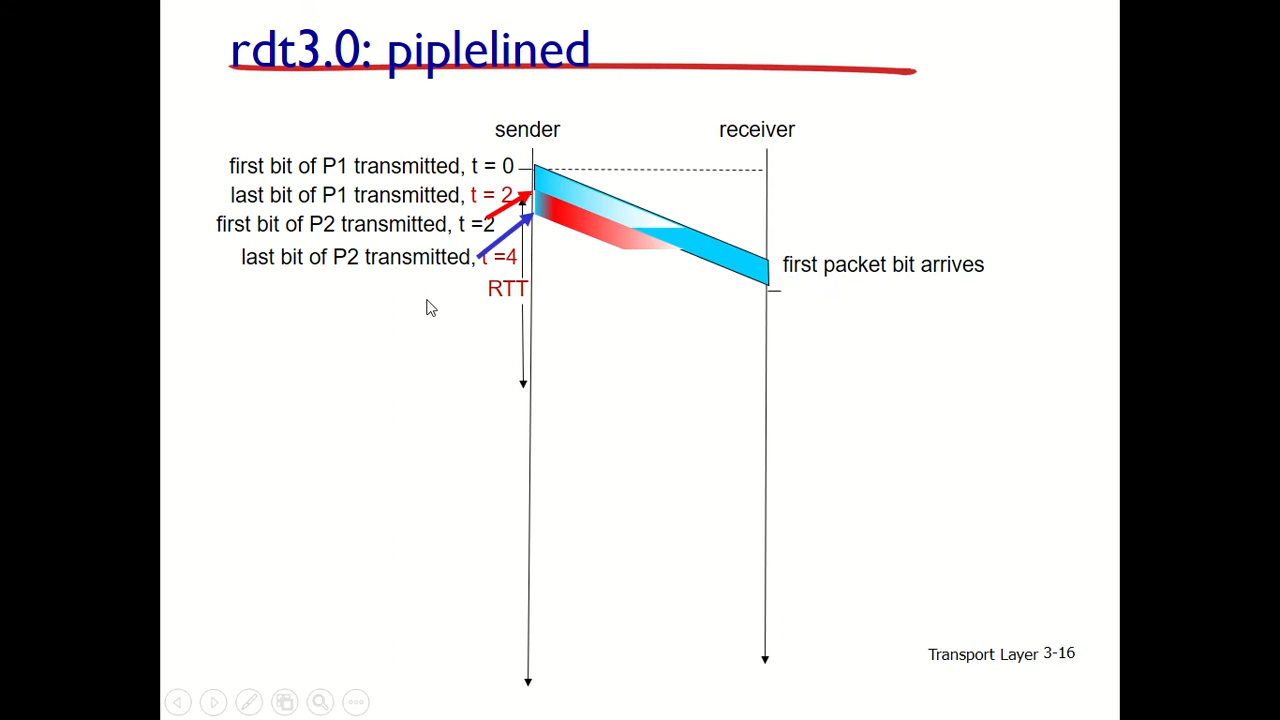 rdt3.0: piplelined
sender
receiver
first bit of P1 transmitted, t = 0
last bit of P1 transmitted, t = 2
first bit of P2 transmitted, t =2
last bit of P2 transmitted, t =4
first packet bit arrives
RTT
Transport Layer 3-16